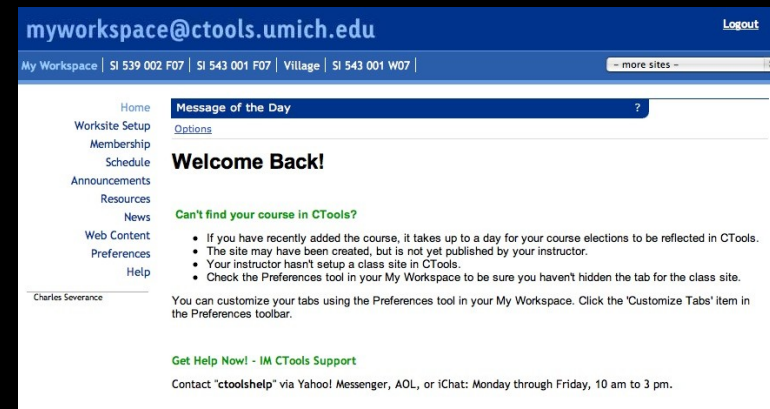 myworkspace@ctools.umich.edu
Logout
My Workspace | SI 539 002 F07 | SI 543 001 F07 | Village | SI 543 001 W07 |
- more sites -
Home
Worksite Setup
Membership
Schedule
Announcements
Resources
News
Web Content
Preferences
Help
Charles Severance
Message of the Day
?
Options
Welcome Back!
Can't find your course in CTools?
• If you have recently added the course, it takes up to a day for your course elections to be reflected in CTools.
• The site may have been created, but is not yet published by your instructor.
• Your instructor hasn't setup a class site in CTools.
• Check the Preferences tool in your My Workspace to be sure you haven't hidden the tab for the class site.
You can customize your tabs using the Preferences tool in your My Workspace. Click the 'Customize Tabs' item in
the Preferences toolbar.
Get Help Now! - IM CTools Support
Contact "ctoolshelp" via Yahoo! Messenger, AOL, or iChat: Monday through Friday, 10 am to 3 pm.